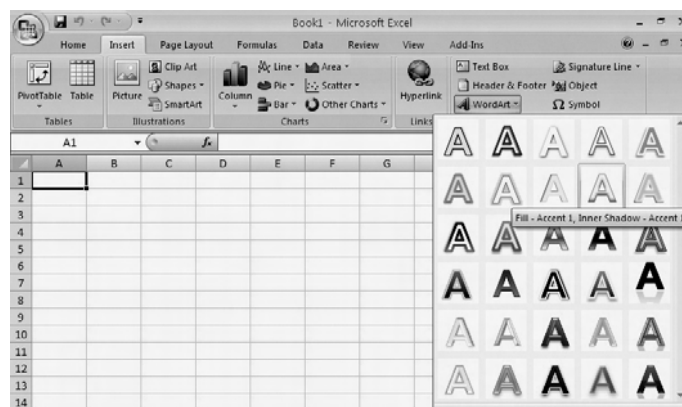 Book1 - Microsoft Excel
Home Insert Page Layout Formulas Data Review View Add-Ins
PivotTable Table Picture Clip Art Shapes SmartArt Column Line Pie Bar Area Scatter Other Charts Hyperlink Text Box Header & Footer WordArt Signature Line Object Symbol
Tables Illustrations Charts Links
A1 fx
A B C D E F G
1
2
3
4
5
6
7
8
9
10
11
12
13
14
A A A A A
A A A A A
Fill - Accent 1, Inner Shadow - Accent
A A A A A
A A A A A
A A A A A
A A A A A